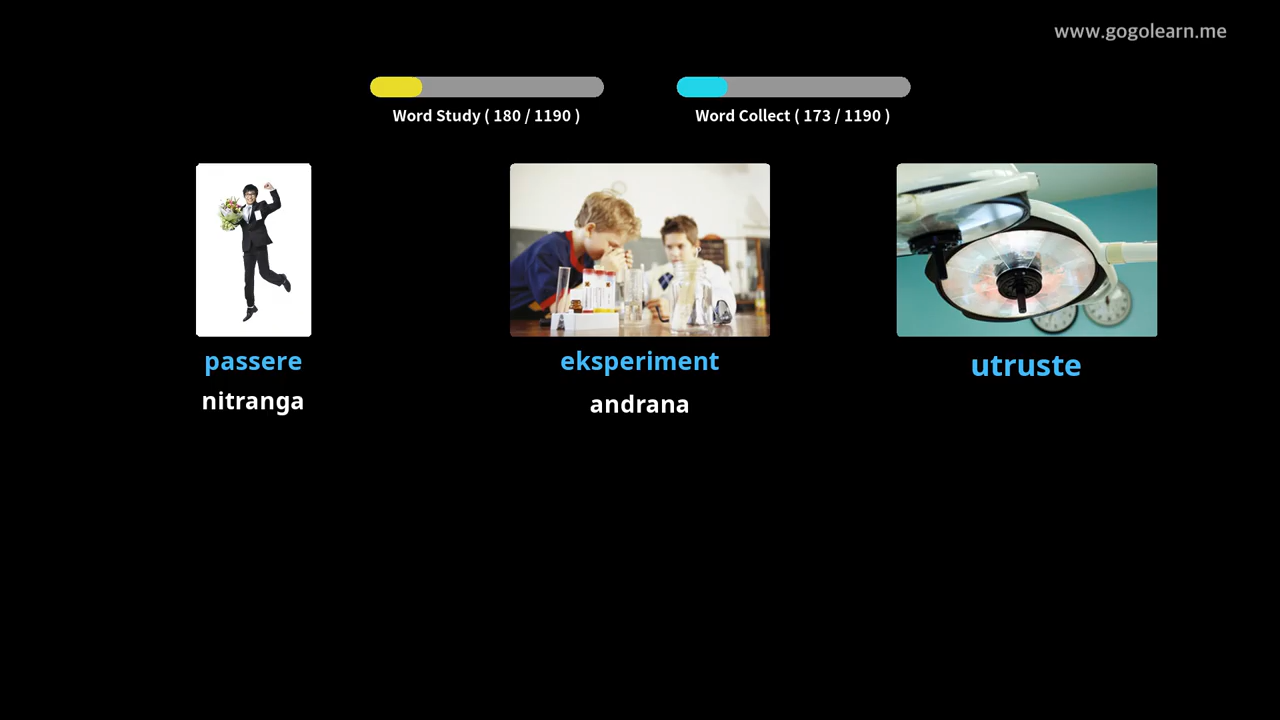 www.gogolearn.me
Word Study ( 180 / 1190 )
Word Collect ( 173 / 1190 )
passere
eksperiment
utruste
nitranga
andrana